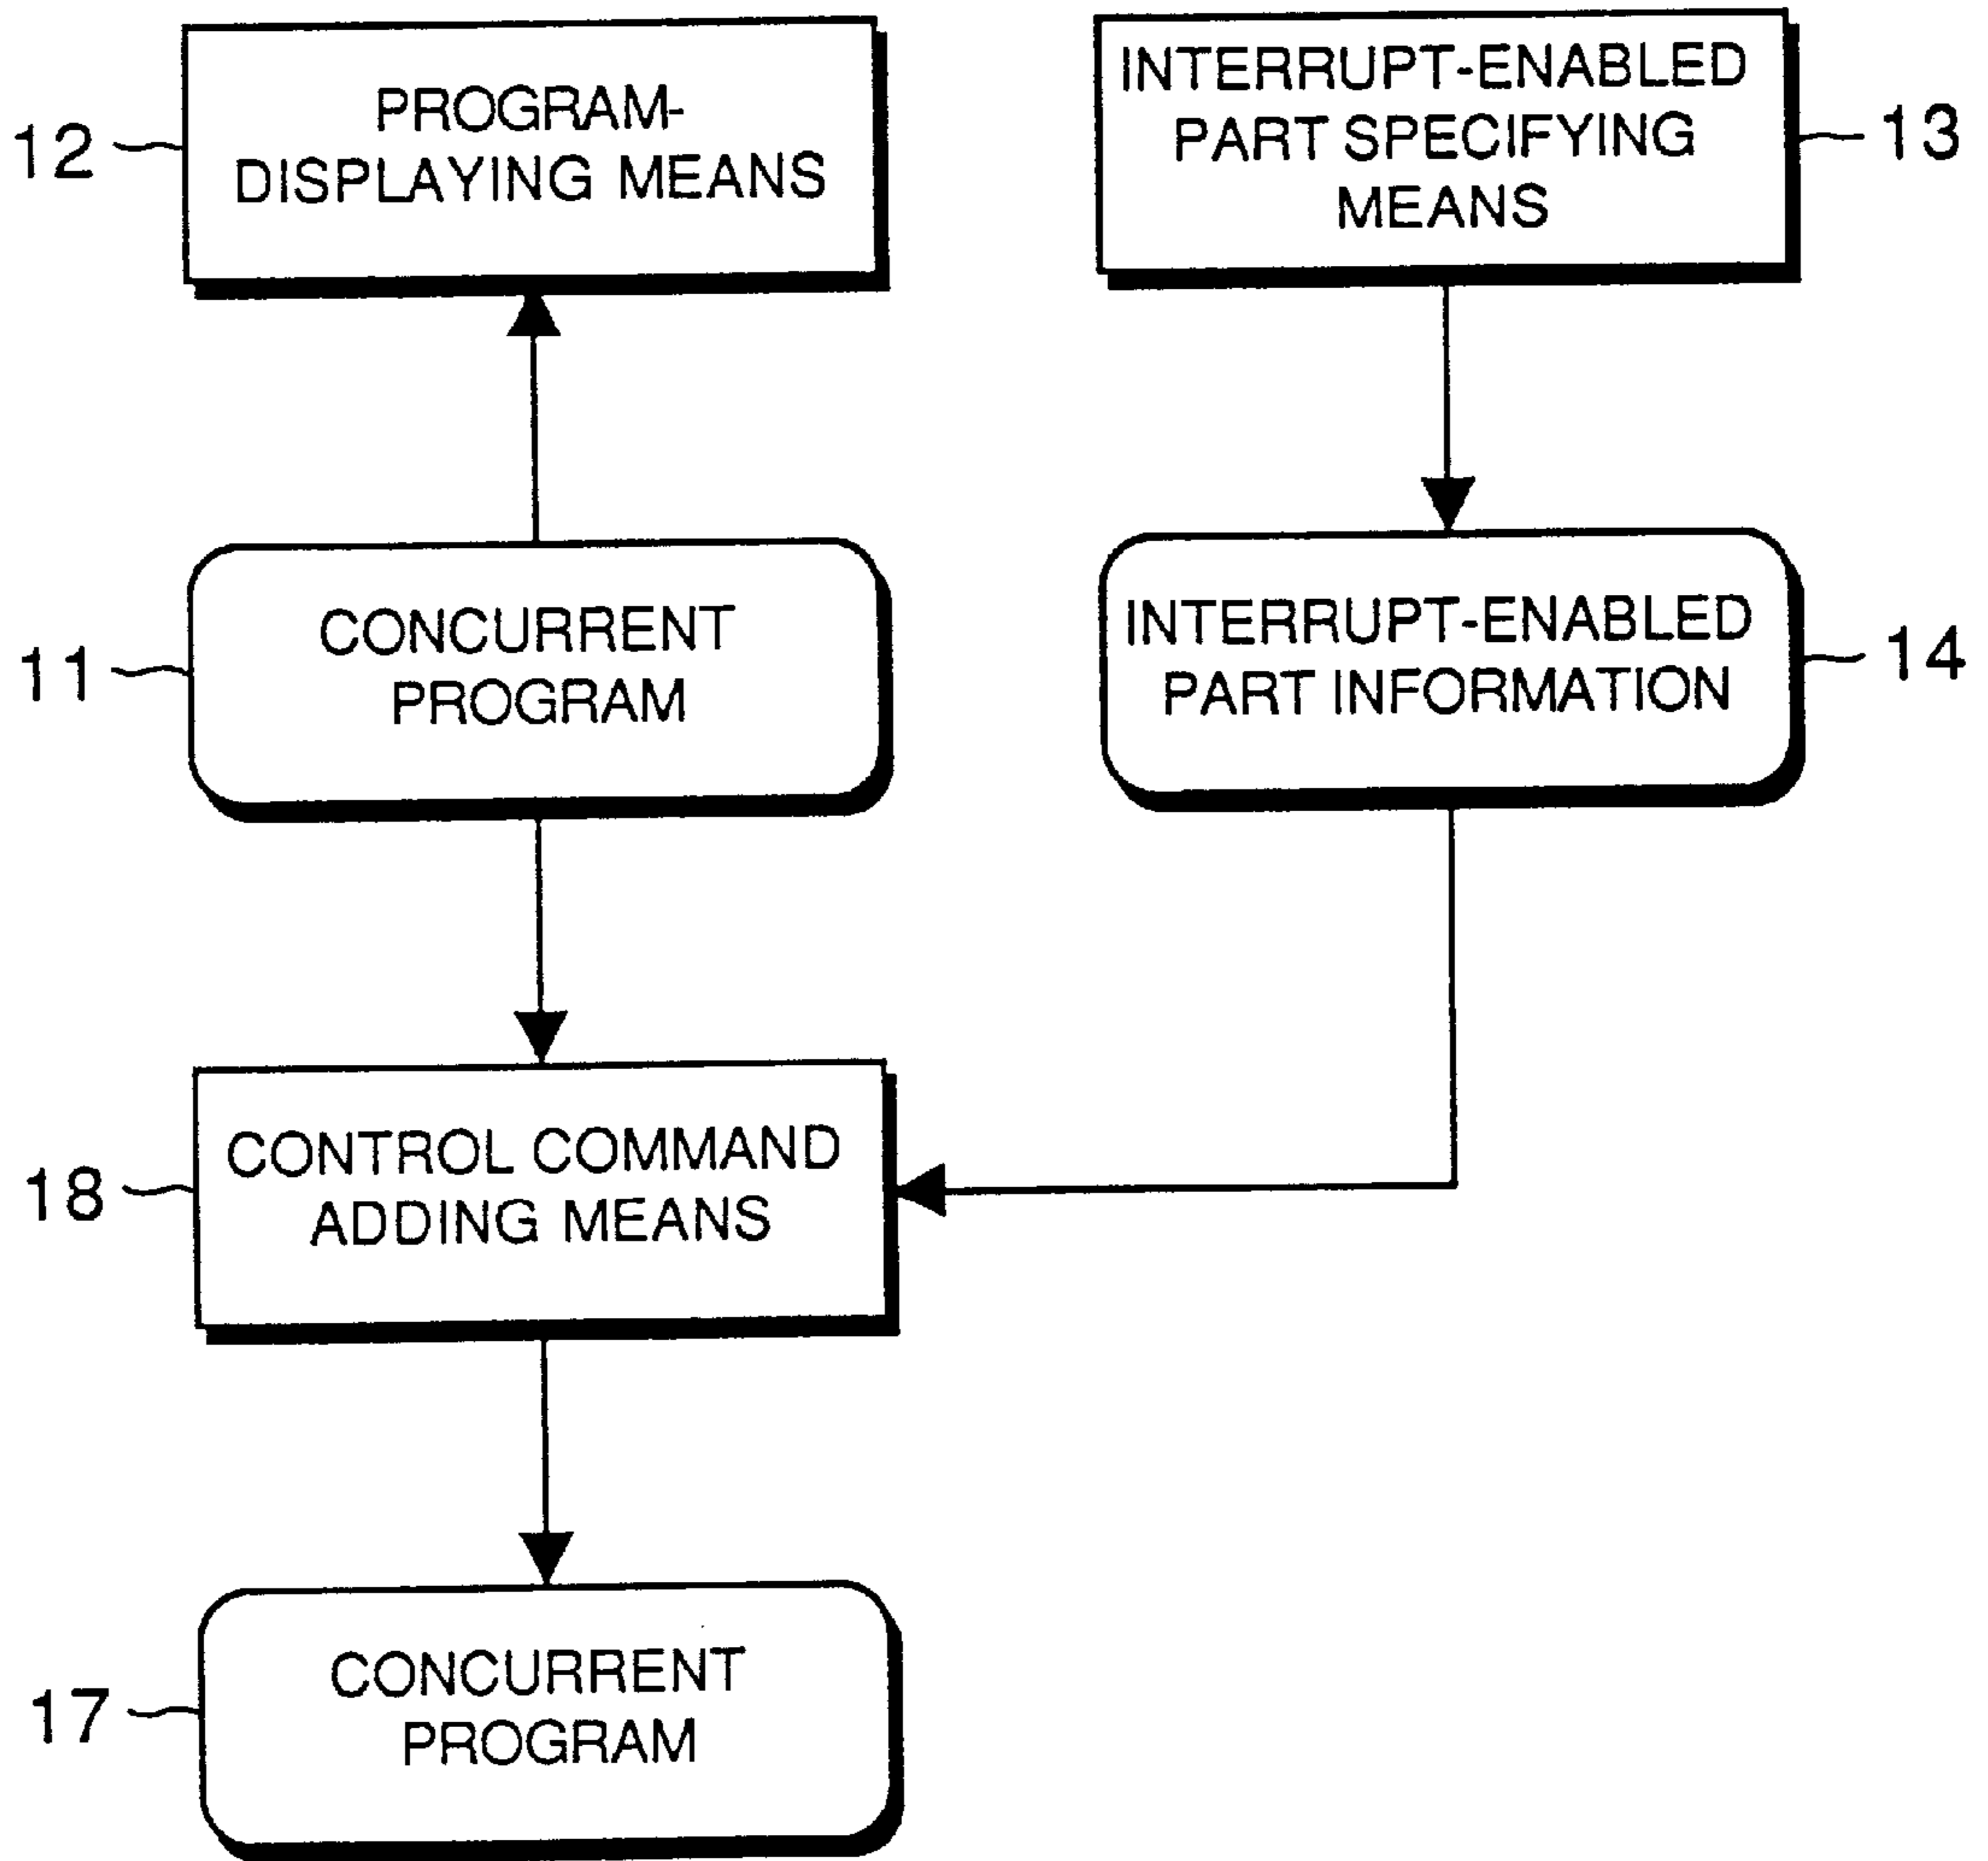 12
PROGRAM-
DISPLAYING MEANS
INTERRUPT-ENABLED
PART SPECIFYING
MEANS
13
11
CONCURRENT
PROGRAM
INTERRUPT-ENABLED
PART INFORMATION
14
18
CONTROL COMMAND
ADDING MEANS
17
CONCURRENT
PROGRAM